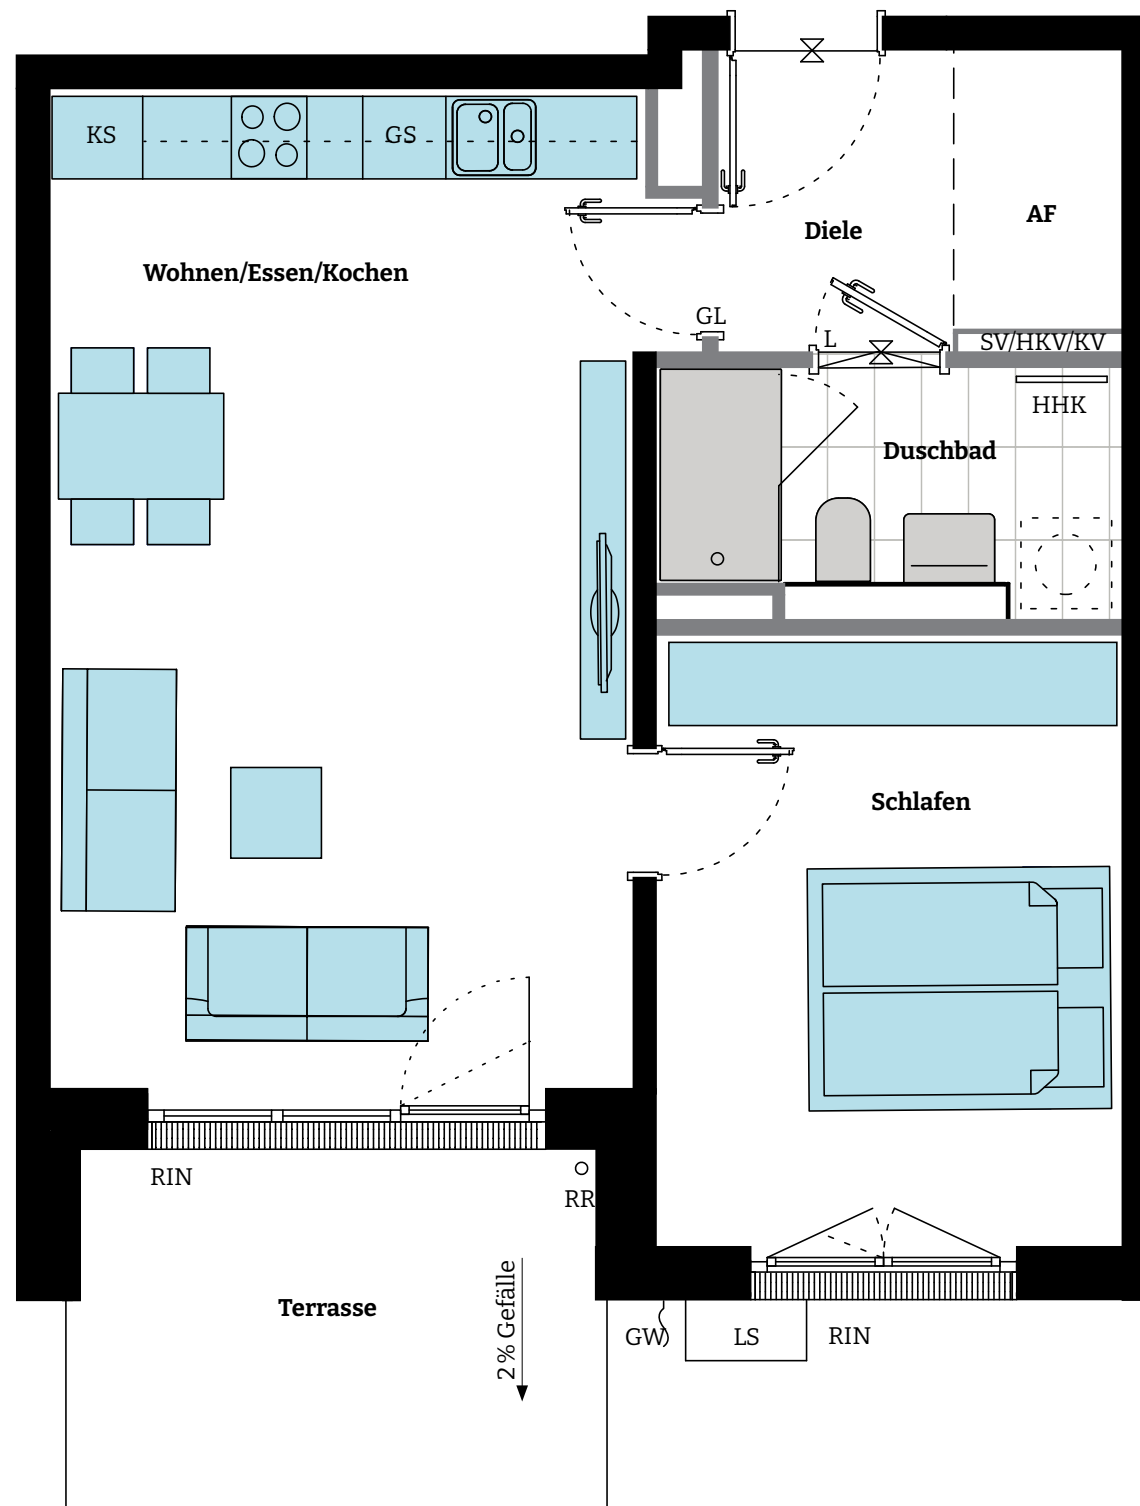 KS
GS
AF
Diele
Wohnen/Essen/Kochen
GL
L
SV/HKV/KV
HHK
Duschbad
Schlafen
RIN
RR
2 % Gefälle
Terrasse
GW
LS
RIN